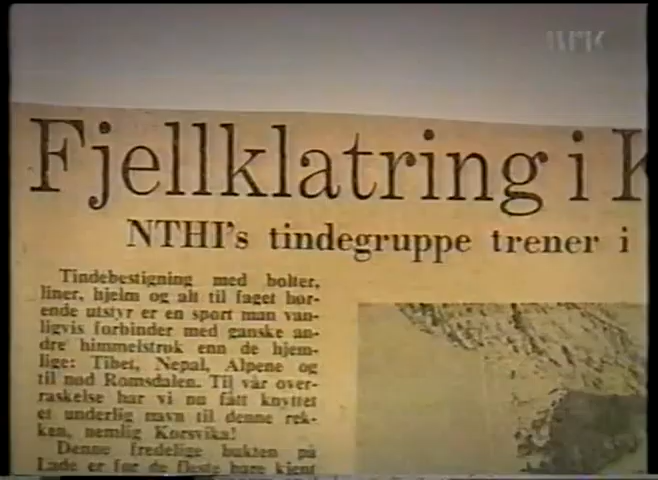 NRK
Fjellklatring i K
NTHI's tindegruppe trener i
Tindebestigning med bolter,
liner, hjelm og alt til faget hør-
ende utstyr er en sport man van-
ligvis forbinder med ganske an-
dre himmelstrøk enn de hjem-
lige: Tibet, Nepal, Alpene og
til nød Romsdalen. Til vår over-
raskelse har vi nå fått knyttet
et underlig navn til denne rek-
ken, nemlig Korsvika!
Denne fredelige bukten på
Lade er for de fleste bare kjent